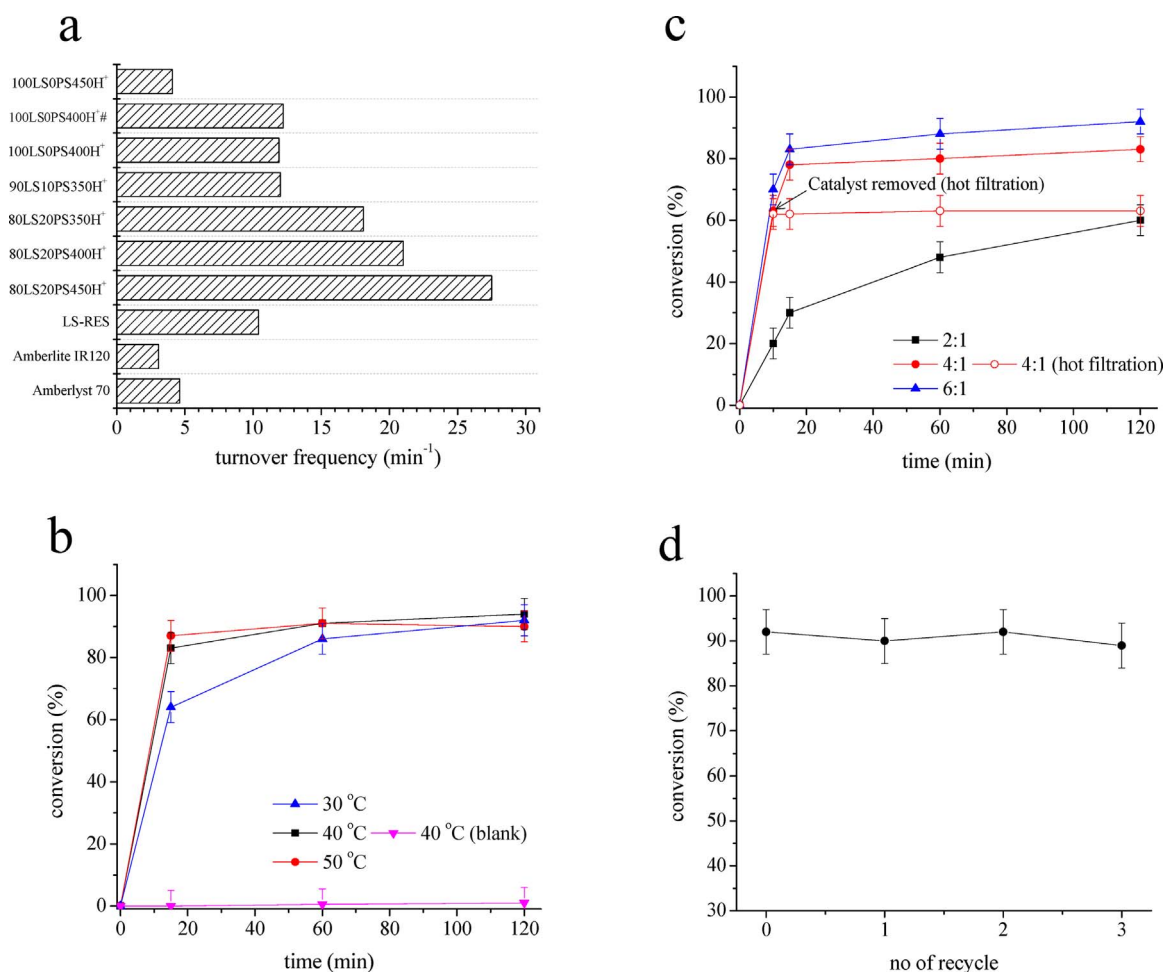 a
100LS0PS450H⁺
100LS0PS400H⁺#
100LS0PS400H⁺
90LS10PS350H⁺
80LS20PS350H⁺
80LS20PS400H⁺
80LS20PS450H⁺
LS-RES
Amberlite IR120
Amberlyst 70
0 5 10 15 20 25 30
turnover frequency (min⁻¹)
c
100
80
60
40
20
0
conversion (%)
Catalyst removed (hot filtration)
2:1
4:1 4:1 (hot filtration)
6:1
0 20 40 60 80 100 120
time (min)
b
100
80
60
40
20
0
conversion (%)
30 °C
40 °C 40 °C (blank)
50 °C
0 20 40 60 80 100 120
time (min)
d
100
90
80
70
60
50
40
30
conversion (%)
0 1 2 3
no of recycle